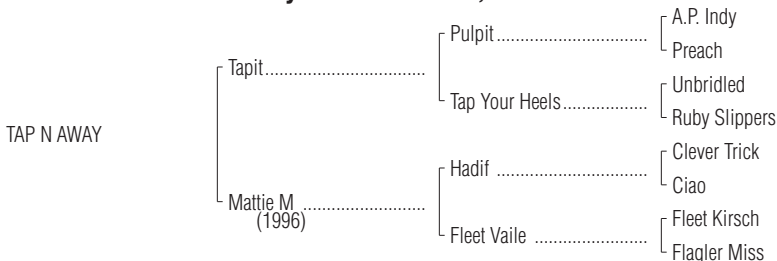 Pulpit
A.P. Indy
Preach
Tapit
Tap Your Heels
Unbridled
Ruby Slippers
TAP N AWAY
Mattie M
(1996)
Hadif
Clever Trick
Ciao
Fleet Vaile
Fleet Kirsch
Flagler Miss